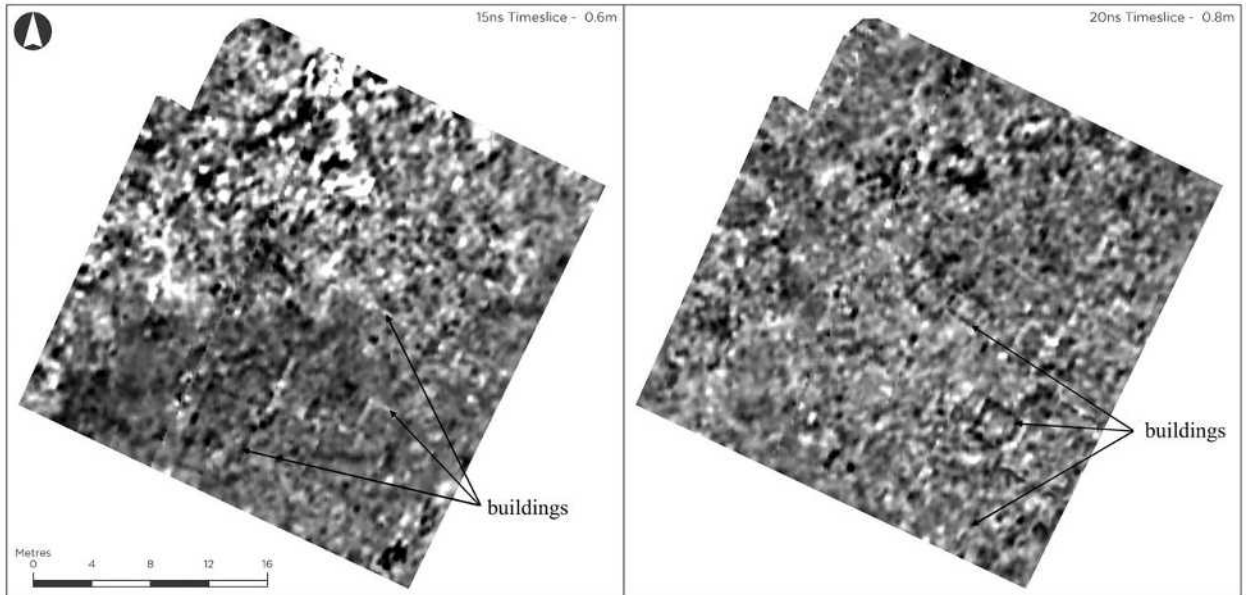 15ns Timeslice - 0.6m
20ns Timeslice - 0.8m
buildings
buildings
Metres
0 4 8 12 16